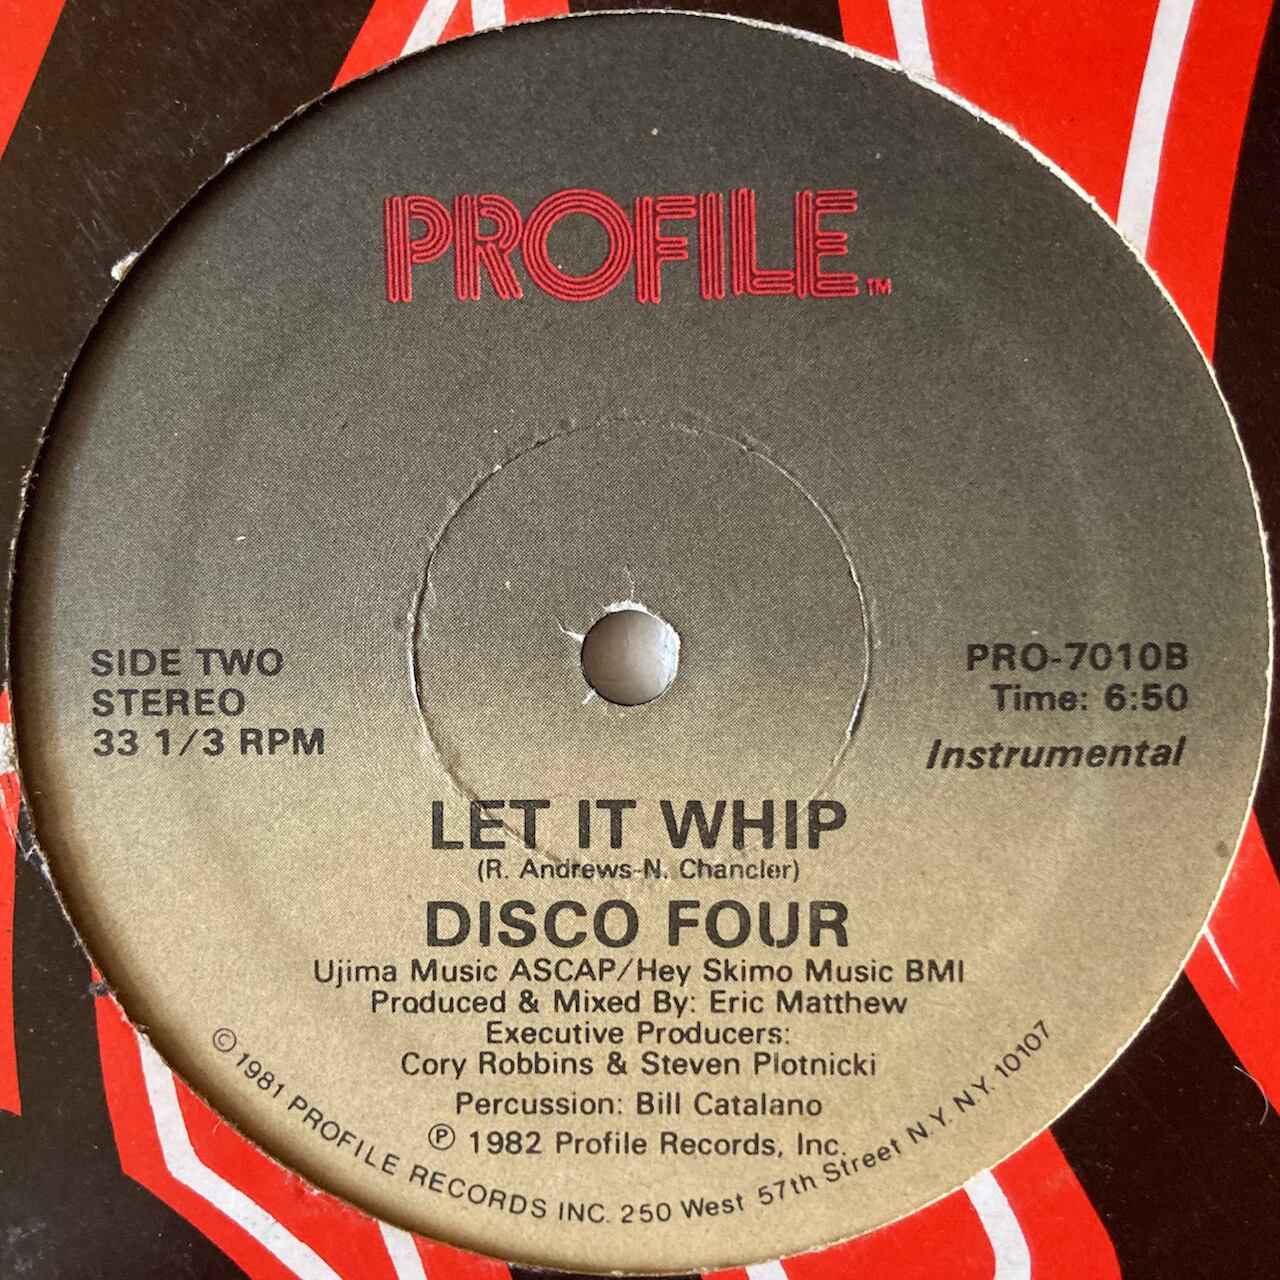 PROFILE™
SIDE TWO
STEREO
33 1/3 RPM
PRO-7010B
Time: 6:50
Instrumental
LET IT WHIP
(R. Andrews-N. Chancler)
DISCO FOUR
Ujima Music ASCAP/Hey Skimo Music BMI
Produced & Mixed By: Eric Matthew
Executive Producers:
Cory Robbins & Steven Plotnicki
Percussion: Bill Catalano
℗ 1982 Profile Records, Inc.
© 1981 PROFILE RECORDS INC. 250 West 57th Street N.Y. N.Y. 10107